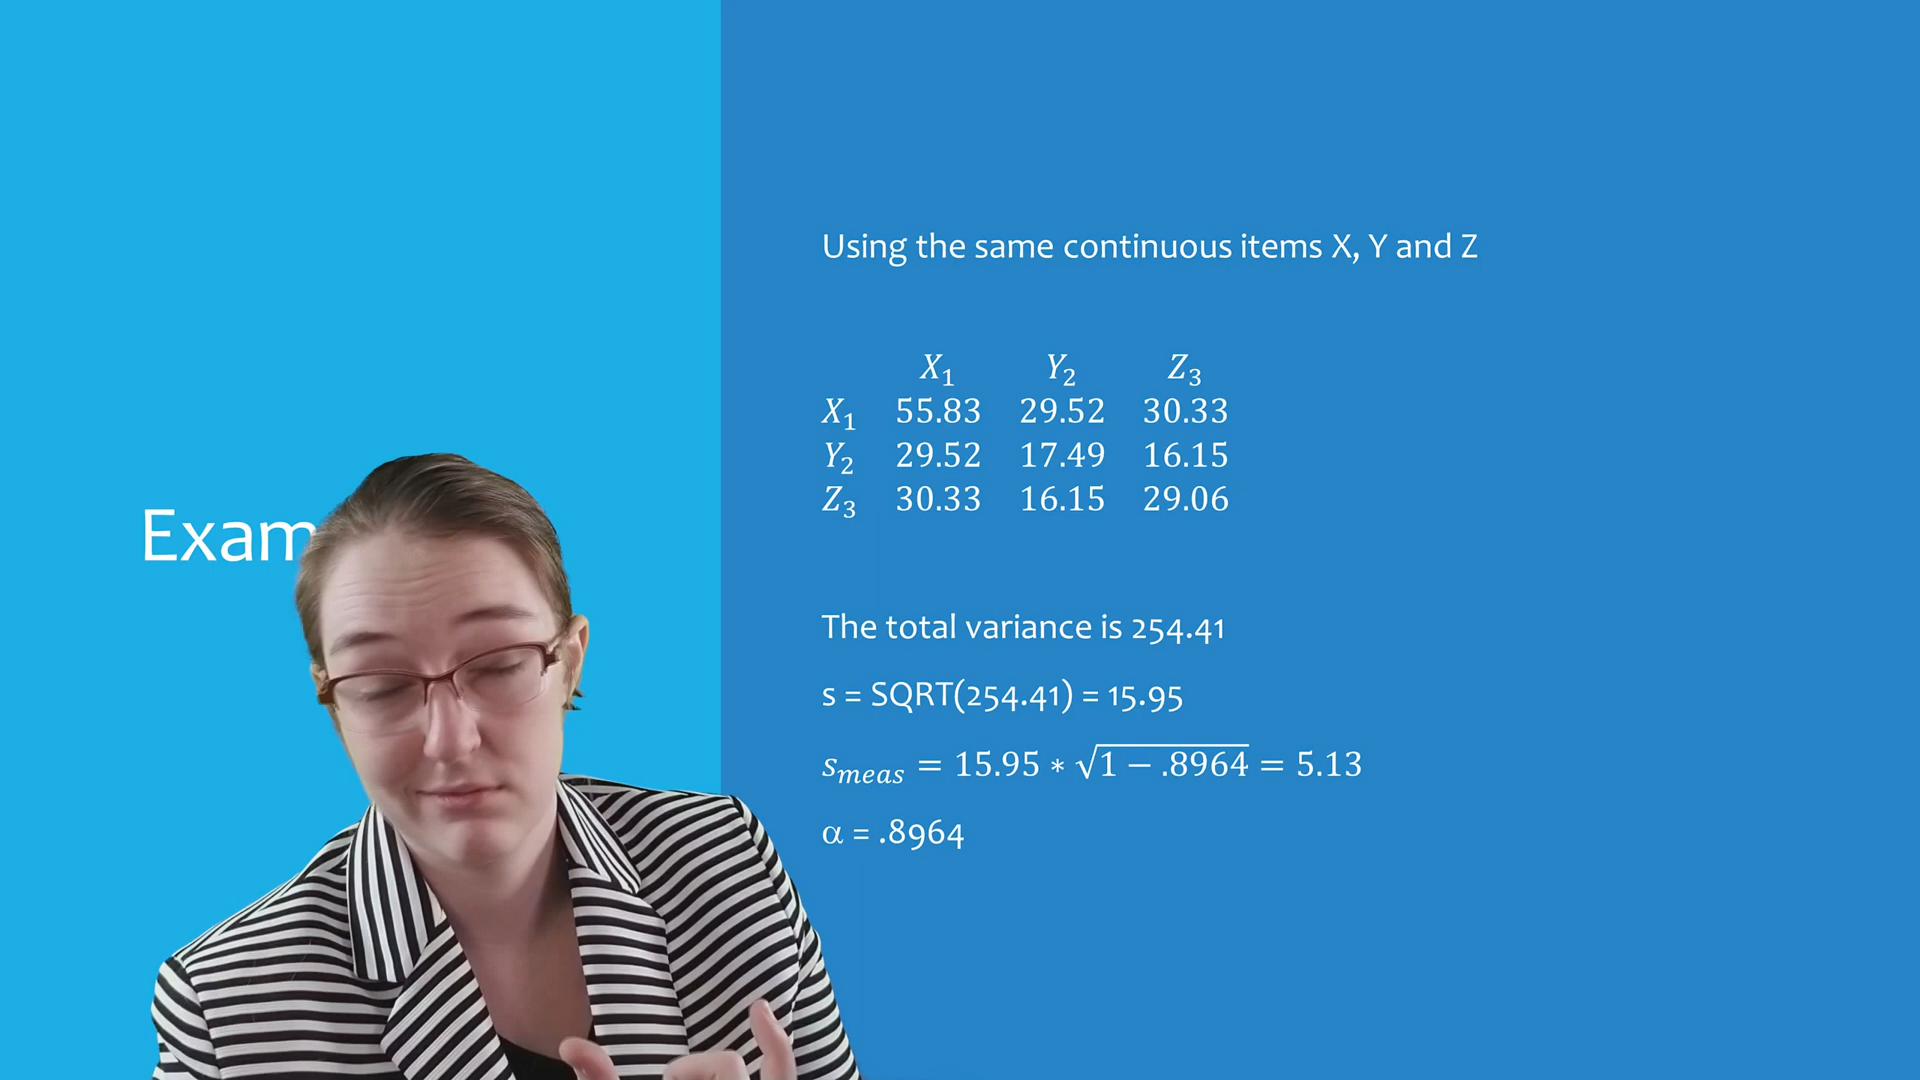 Using the same continuous items X, Y and Z
X₁ Y₂ Z₃
X₁ 55.83 29.52 30.33
Y₂ 29.52 17.49 16.15
Z₃ 30.33 16.15 29.06
The total variance is 254.41
s = SQRT(254.41) = 15.95
sₘₑₐₛ = 15.95 ∗ √1 − .8964 = 5.13
α = .8964